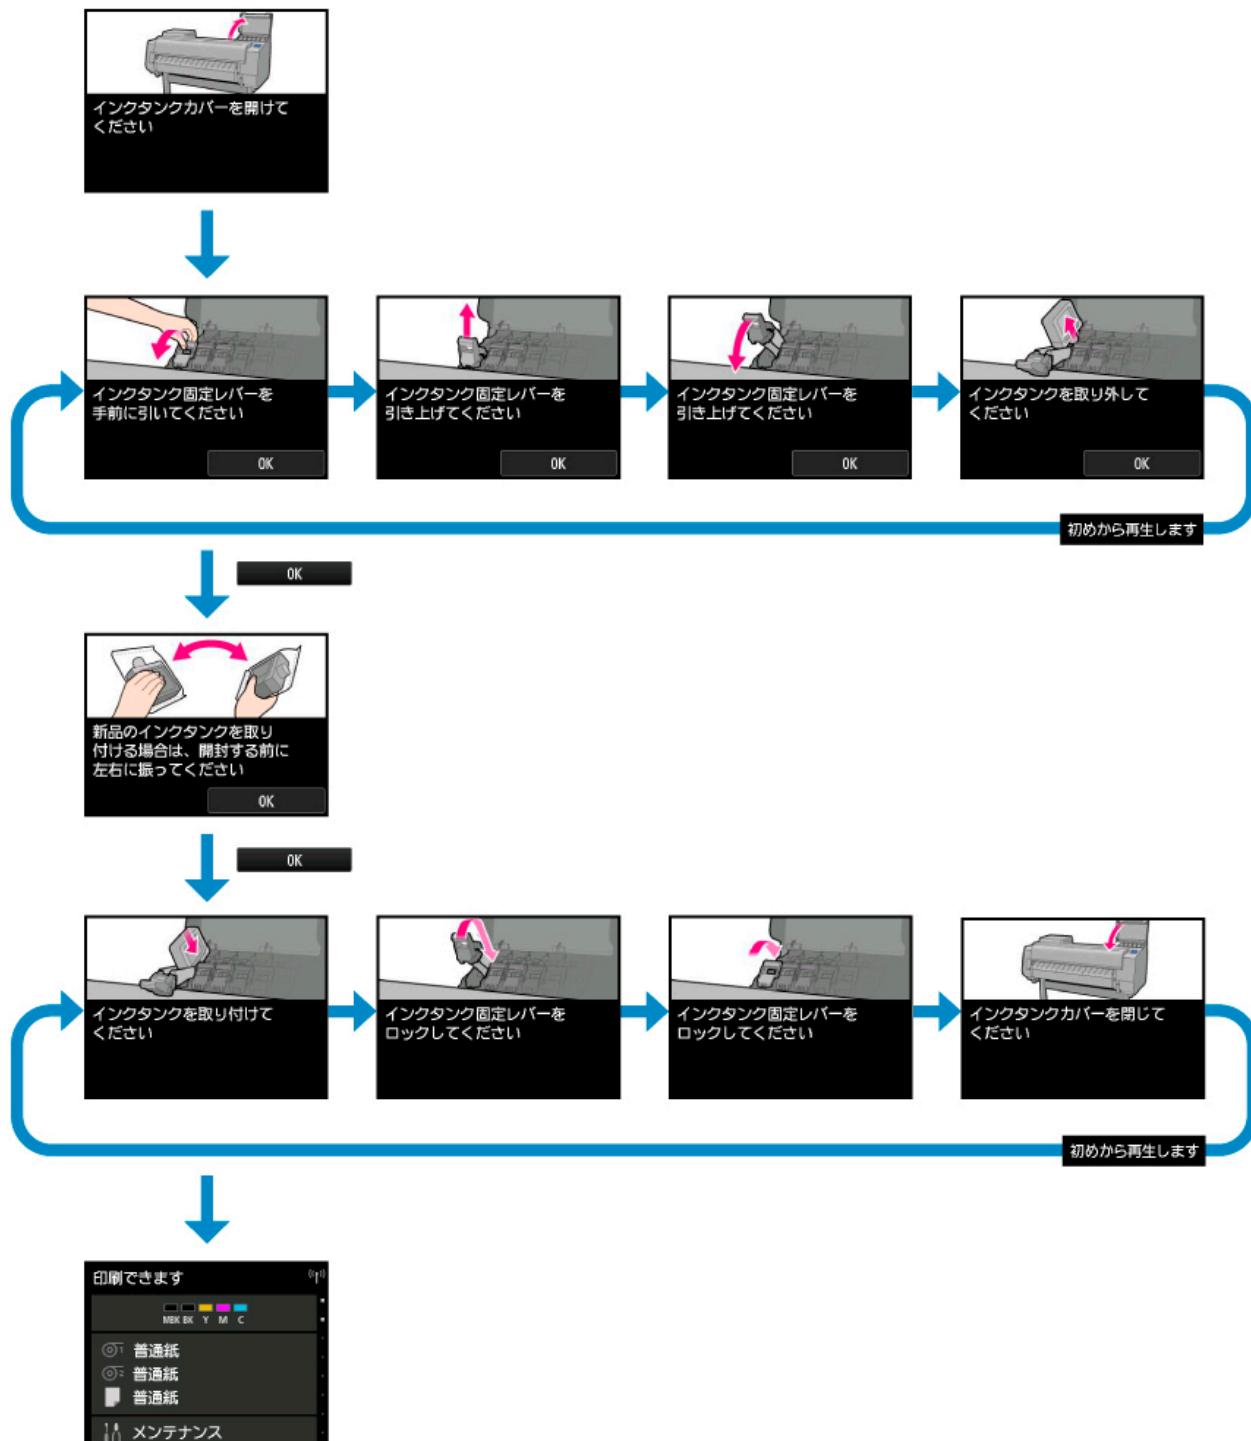 インクタンクカバーを開けて
ください
インクタンク固定レバーを
手前に引いてください
OK
インクタンク固定レバーを
引き上げてください
OK
インクタンク固定レバーを
引き上げてください
OK
インクタンクを取り外して
ください
OK
初めから再生します
OK
新品のインクタンクを取り
付ける場合は、開封する前に
左右に振ってください
OK
OK
インクタンクを取り付けて
ください
インクタンク固定レバーを
ロックしてください
インクタンク固定レバーを
ロックしてください
インクタンクカバーを閉じて
ください
初めから再生します
印刷できます
MBK BK Y M C
1 普通紙
2 普通紙
普通紙
メンテナンス